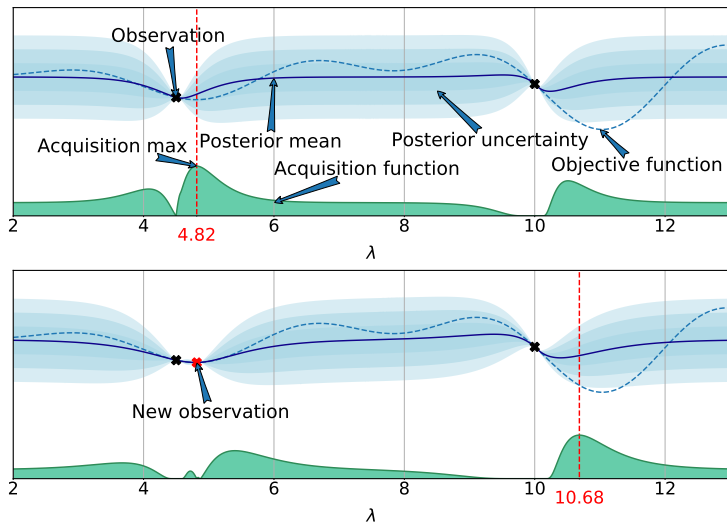 Observation
Posterior mean
Posterior uncertainty
Acquisition max
Acquisition function
Objective function
2 4 6 8 10 12
4.82
λ
New observation
2 4 6 8 10 12
10.68
λ